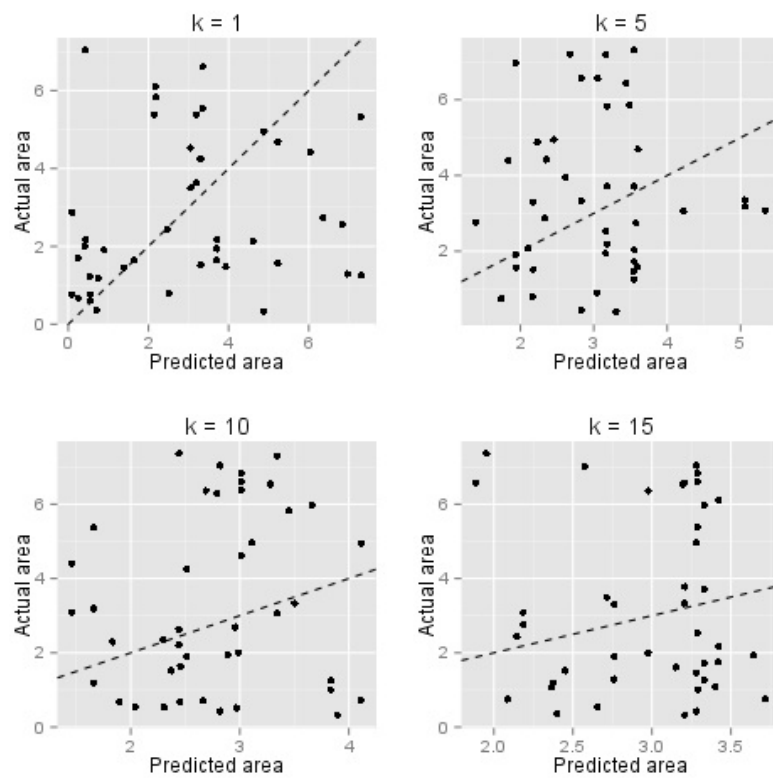 k = 1
k = 5
Actual area
6
4
2
0
0 2 4 6
Predicted area
Actual area
6
4
2
2 3 4 5
Predicted area
k = 10
k = 15
Actual area
6
4
2
0
2 3 4
Predicted area
Actual area
6
4
2
0
2.0 2.5 3.0 3.5
Predicted area